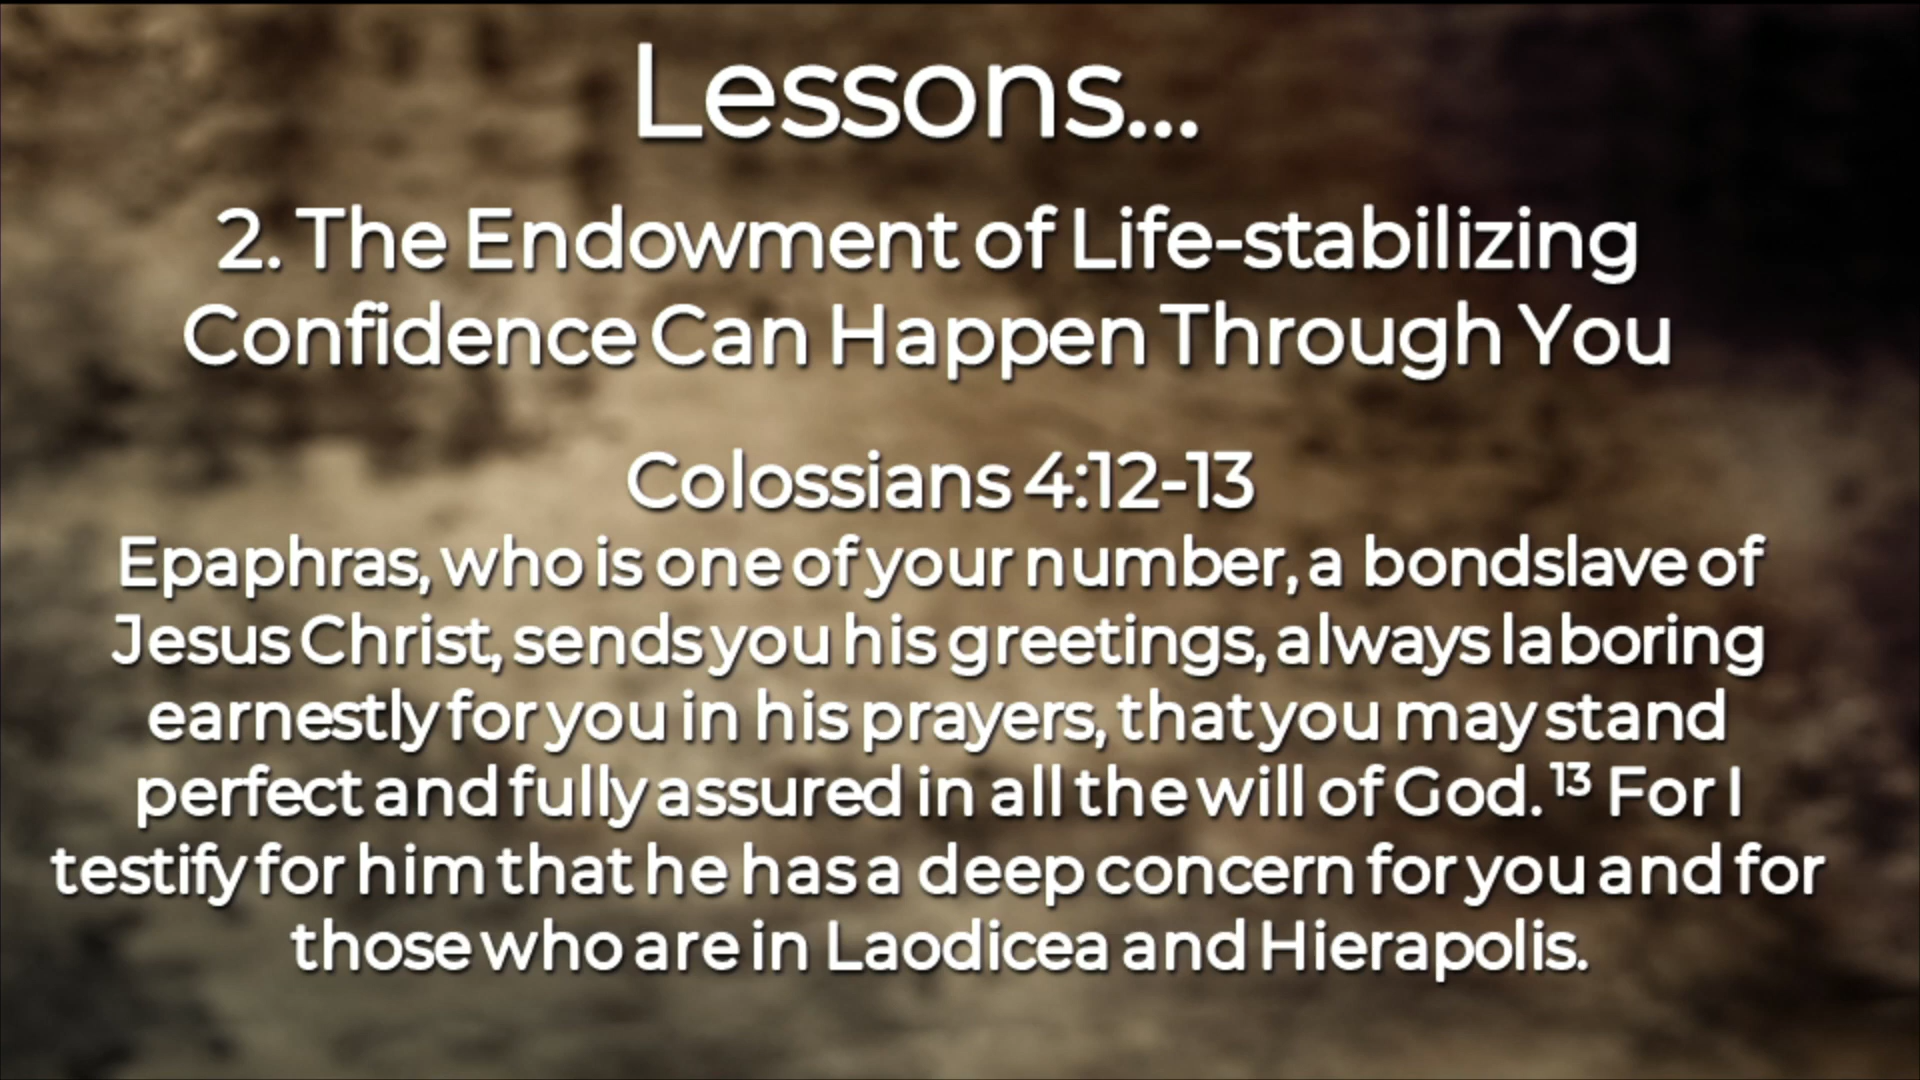 Lessons...
2. The Endowment of Life-stabilizing
Confidence Can Happen Through You
Colossians 4:12-13
Epaphras, who is one of your number, a bondslave of
Jesus Christ, sends you his greetings, always laboring
earnestly for you in his prayers, that you may stand
perfect and fully assured in all the will of God. 13 For I
testify for him that he has a deep concern for you and for
those who are in Laodicea and Hierapolis.